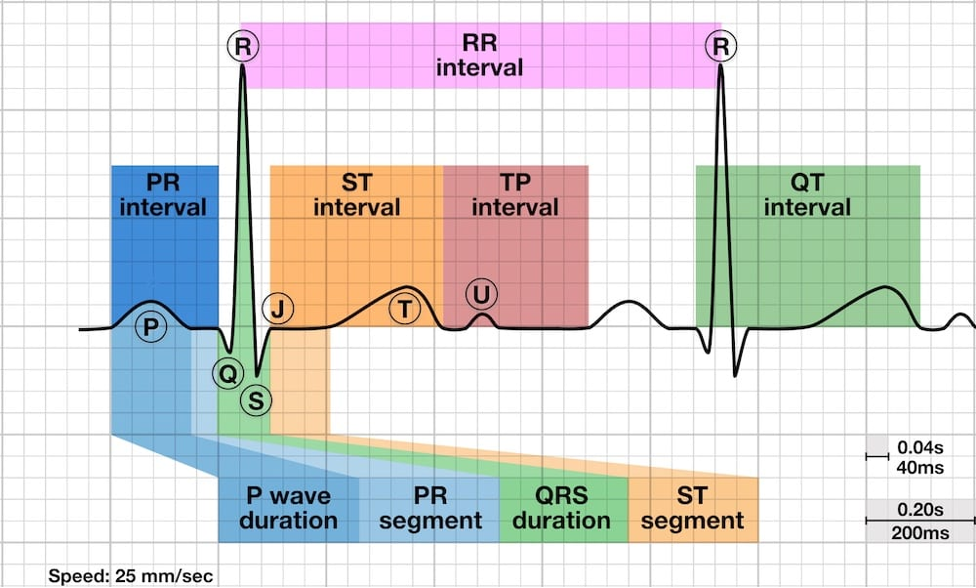 R
RR
interval
R
PR
interval
ST
interval
TP
interval
QT
interval
P
J
T
U
Q
S
0.04s
40ms
P wave
duration
PR
segment
QRS
duration
ST
segment
0.20s
200ms
Speed: 25 mm/sec